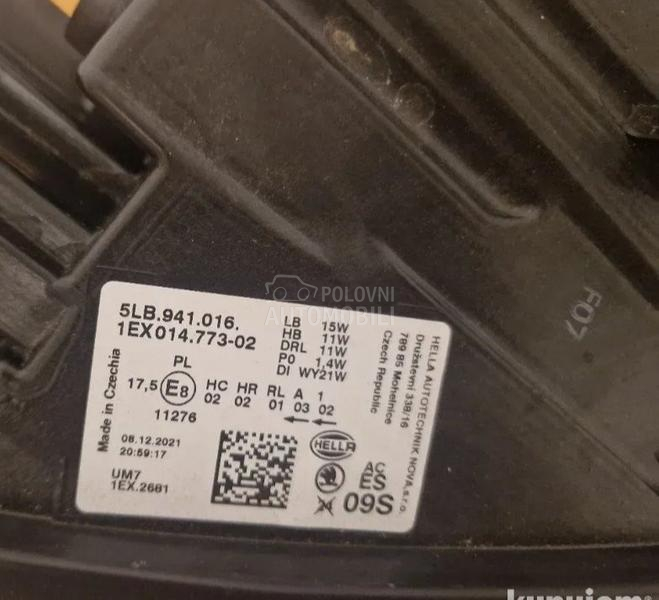 5LB.941.016.
1EX014.773-02
LB 15W
HB 11W
DRL 11W
PO 1,4W
DI WY21W
HELLA AUTOTECHNIK NOVA,s.r.o.
Družstevní 338/16
789 85 Mohelnice
Czech Republic
Made in Czechia
PL
17,5 E8 HC HR RL A 1
02 02 01 03 02
11276
08.12.2021
20:59:17
UM7
1EX.2681
HELLA
AC
ES
09S
F07
POLOVNI
AUTOMOBILI
kupujem